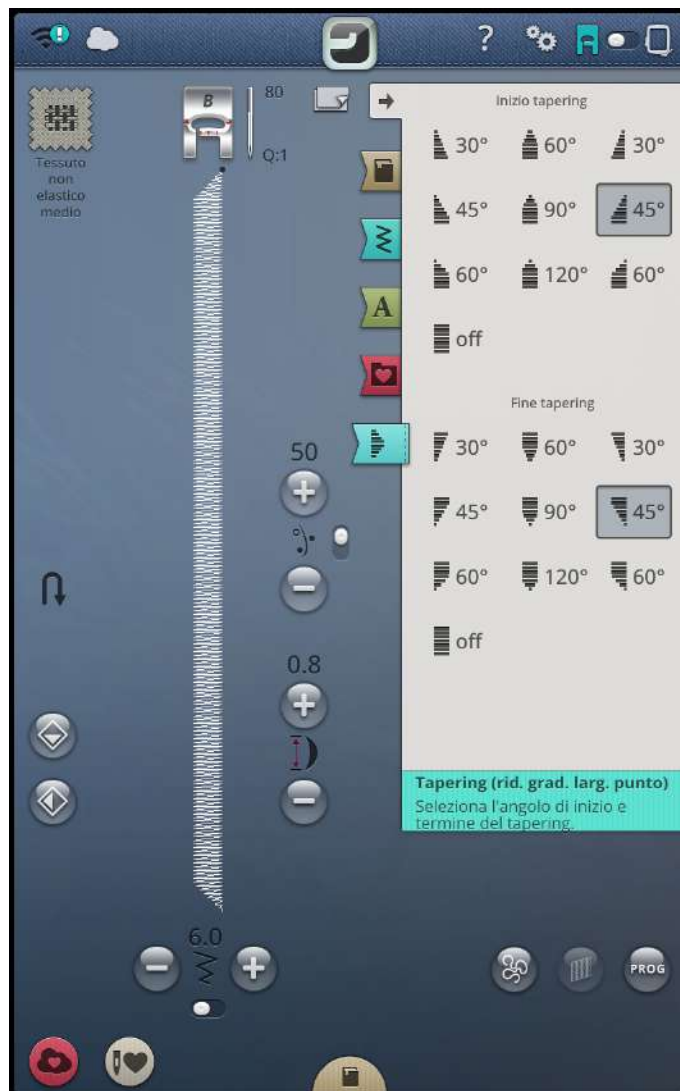 ?
B
80
Q:1
Tessuto
non
elastico
medio
Inizio tapering
30° 60° 30°
45° 90° 45°
60° 120° 60°
off
A
Fine tapering
30° 60° 30°
45° 90° 45°
60° 120° 60°
off
50
0.8
Tapering (rid. grad. larg. punto)
Seleziona l'angolo di inizio e
termine del tapering.
6.0
PROG